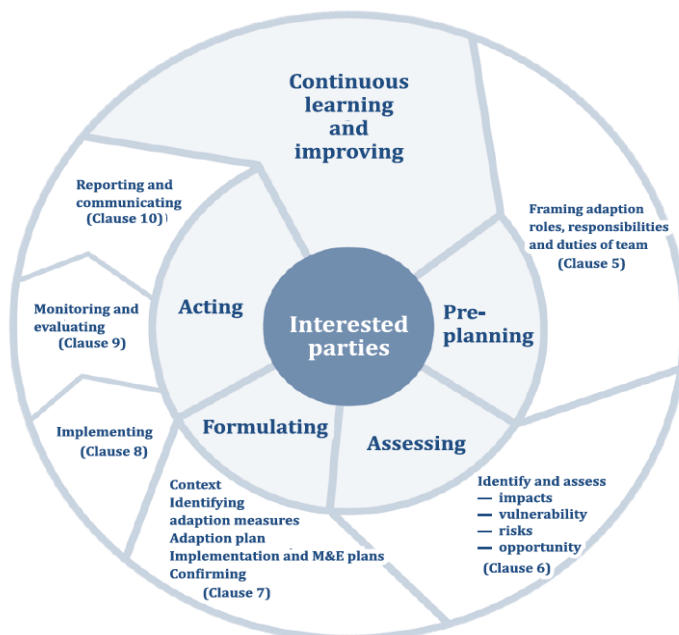 Continuous
learning
and
improving
Framing adaption
roles, responsibilities
and duties of team
(Clause 5)
Pre-
planning
Identify and assess
— impacts
— vulnerability
— risks
— opportunity
(Clause 6)
Assessing
Formulating
Context
Identifying
adaption measures
Adaption plan
Implementation and M&E plans
Confirming
(Clause 7)
Implementing
(Clause 8)
Monitoring and
evaluating
(Clause 9)
Reporting and
communicating
(Clause 10)
Acting
Interested
parties